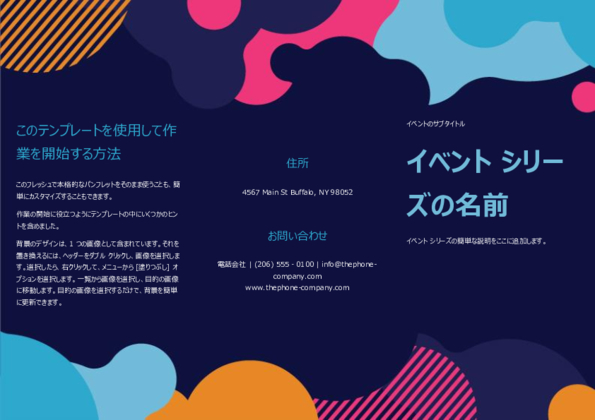 このテンプレートを使用して作
業を開始する方法
このフレッシュで本格的なパンフレットをそのまま使うことも、簡
単にカスタマイズすることもできます。
作業の開始に役立つようにテンプレートの中にいくつかのヒン
トを含めました。
背景のデザインは、1 つの画像として含まれています。それを
置き換えるには、ヘッダーをダブル クリックし、画像を選択しま
す。選択したら、右クリックして、メニューから [塗りつぶし] オ
プションを選択します。一覧から画像を選択し、目的の画像
に移動します。目的の画像を選択するだけで、背景を簡単
に更新できます。
住所
4567 Main St Buffalo, NY 98052
お問い合わせ
電話会社 | (206) 555 - 0100 | info@thephone-
company.com
www.thephone-company.com
イベントのサブタイトル
イベント シリー
ズの名前
イベント シリーズの簡単な説明をここに追加します。